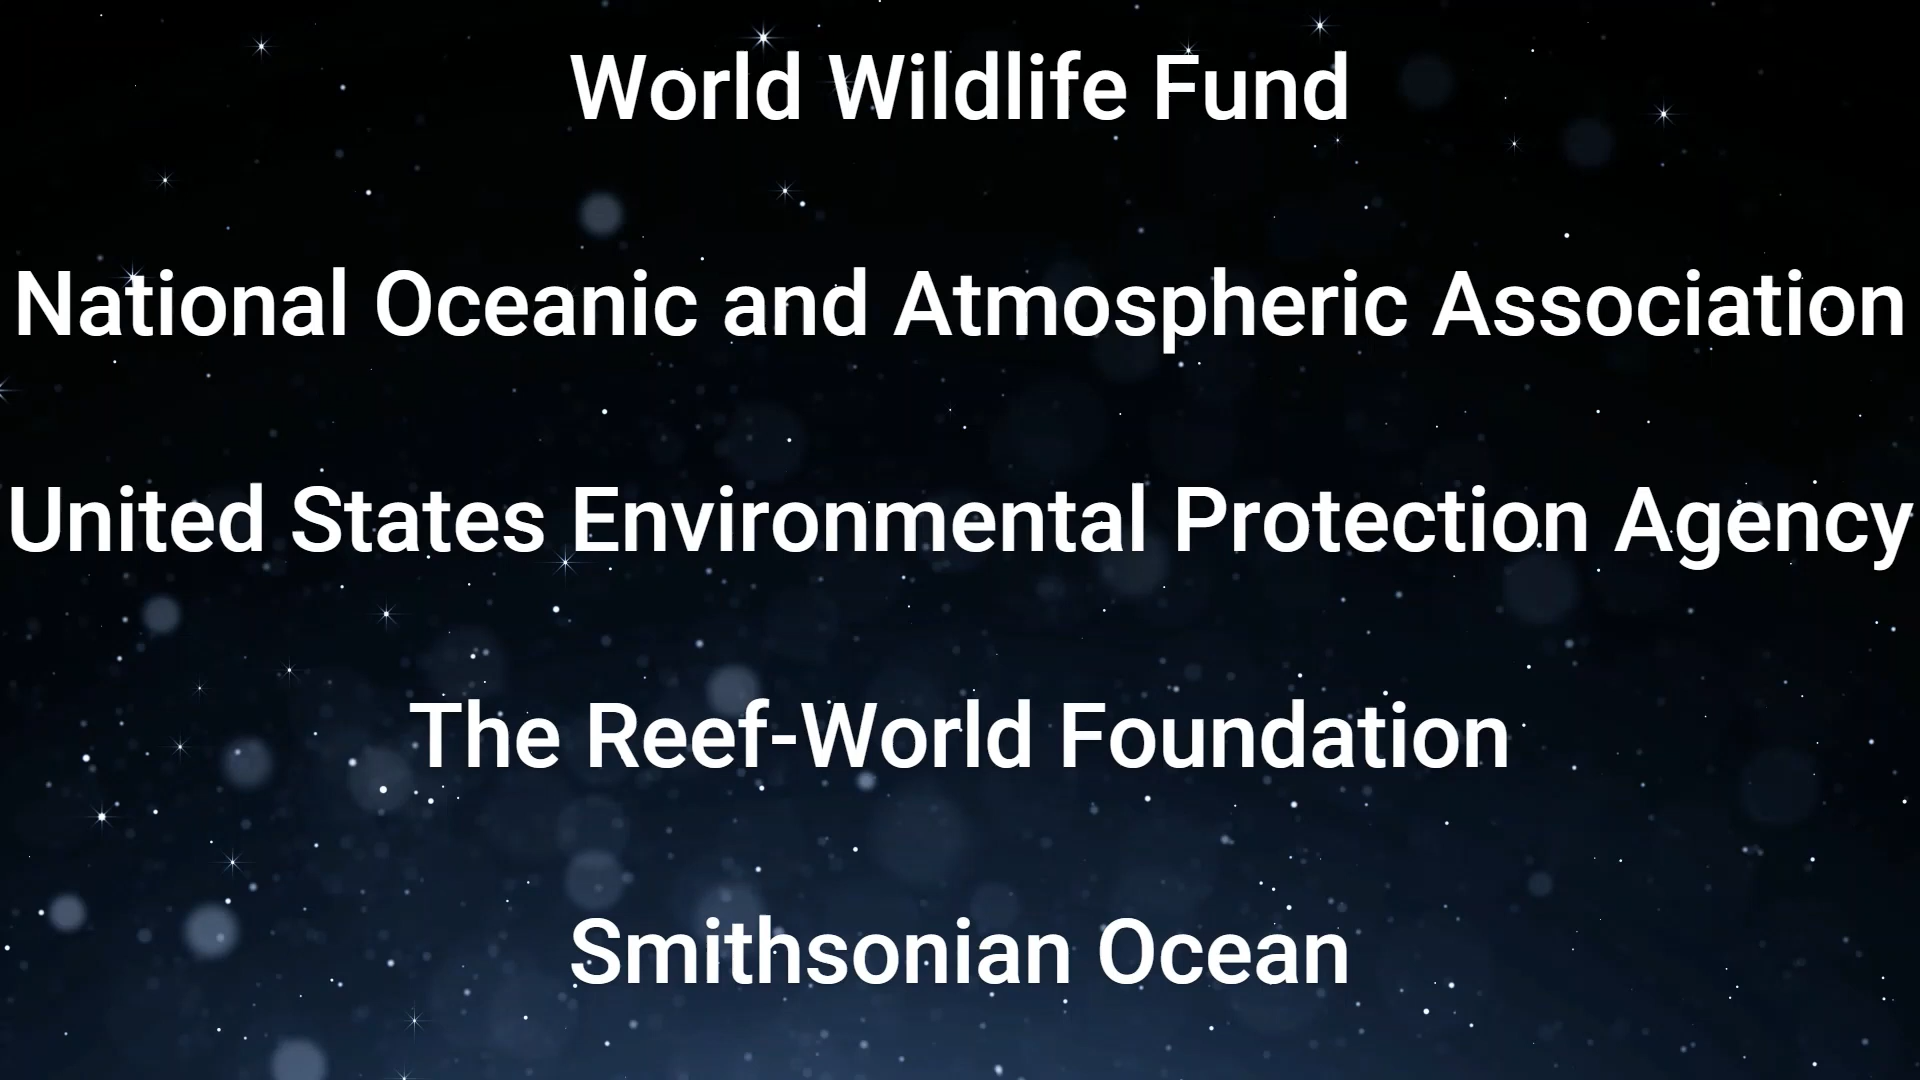 World Wildlife Fund
National Oceanic and Atmospheric Association
United States Environmental Protection Agency
The Reef-World Foundation
Smithsonian Ocean